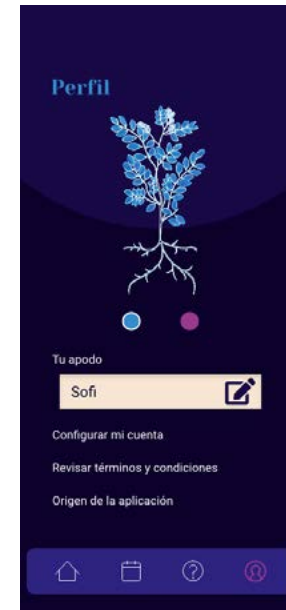 Perfil
Tu apodo
Sofi
Configurar mi cuenta
Revisar términos y condiciones
Origen de la aplicación